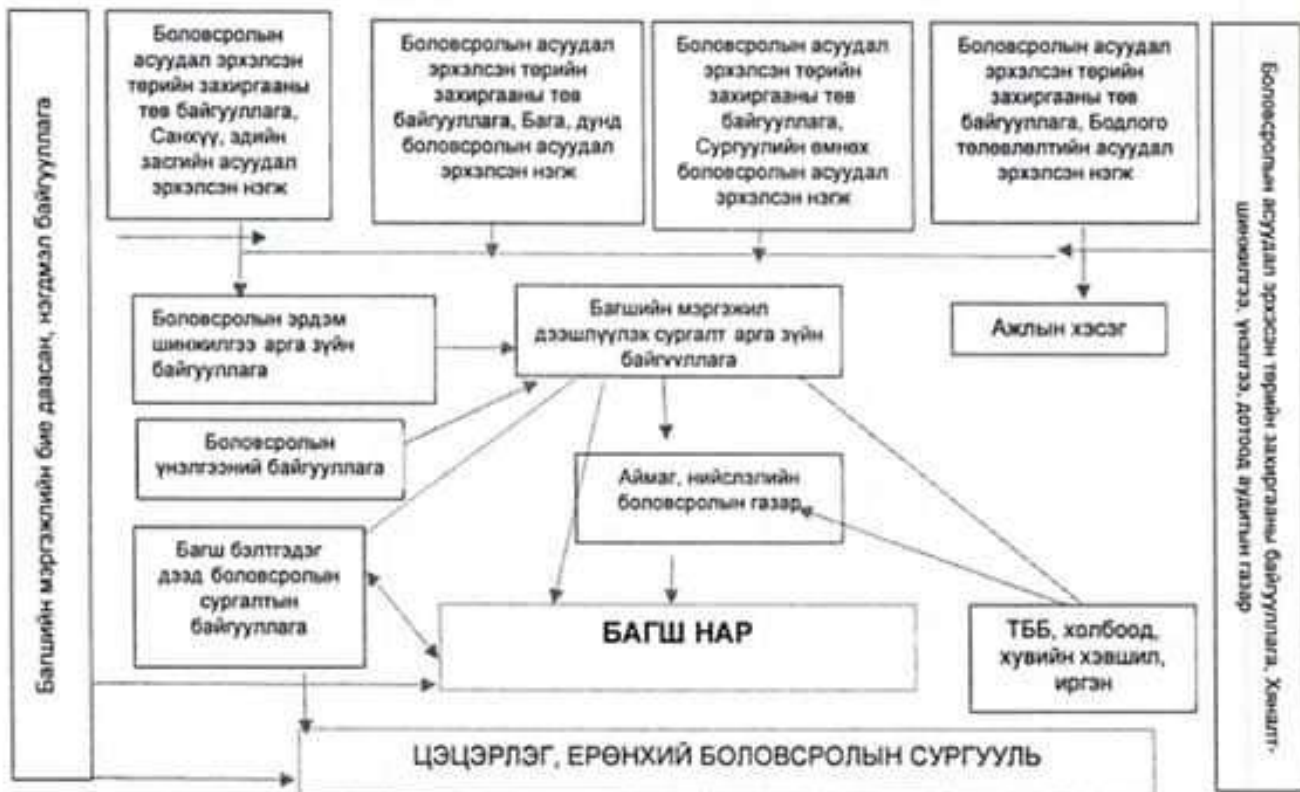 Багшийн мэргэжлийн бие даасан, нэгдмэл байгууллага
Боловсролын
асуудал эрхэлсэн
төрийн захиргааны
төв байгууллага,
Санхүү, эдийн
засгийн асуудал
эрхэлсэн нэгж
Боловсролын асуудал
эрхэлсэн төрийн
захиргааны төв
байгууллага, Бага, дунд
боловсролын асуудал
эрхэлсэн нэгж
Боловсролын асуудал
эрхэлсэн төрийн
захиргааны төв
байгууллага,
Сургуулийн өмнөх
боловсролын асуудал
эрхэлсэн нэгж
Боловсролын асуудал
эрхэлсэн төрийн
захиргааны төв
байгууллага, Бодлого
төлөвлөлтийн асуудал
эрхэлсэн нэгж
Боловсролын асуудал эрхэлсэн төрийн захиргааны байгууллага, Хяналт-
шинжилгээ, үнэлгээ, дотоод аудитын газар
Боловсролын эрдэм
шинжилгээ арга зүйн
байгууллага
Багшийн мэргэжил
дээшлүүлэх сургалт арга зүйн
байгууллага
Ажлын хэсэг
Боловсролын
үнэлгээний байгууллага
Аймаг, нийслэлийн
боловсролын газар
Багш бэлтгэдэг
дээд боловсролын
сургалтын
байгууллага
БАГШ НАР
ТББ, холбоод,
хувийн хэвшил,
иргэн
ЦЭЦЭРЛЭГ, ЕРӨНХИЙ БОЛОВСРОЛЫН СУРГУУЛЬ